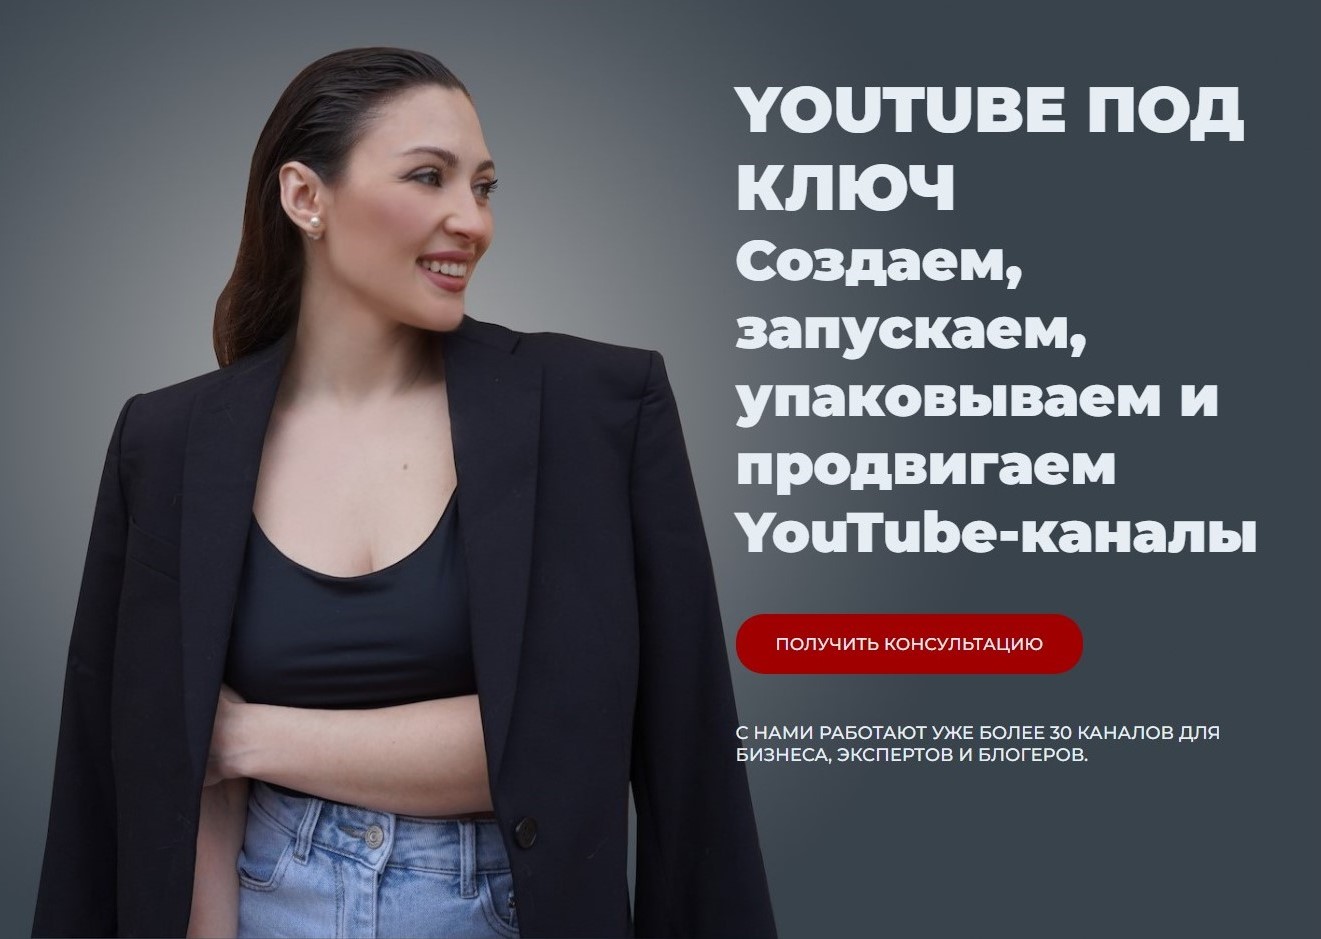 YOUTUBE ПОД
КЛЮЧ
Создаем,
запускаем,
упаковываем и
продвигаем
YouTube-каналы
ПОЛУЧИТЬ КОНСУЛЬТАЦИЮ
С НАМИ РАБОТАЮТ УЖЕ БОЛЕЕ 30 КАНАЛОВ ДЛЯ
БИЗНЕСА, ЭКСПЕРТОВ И БЛОГЕРОВ.